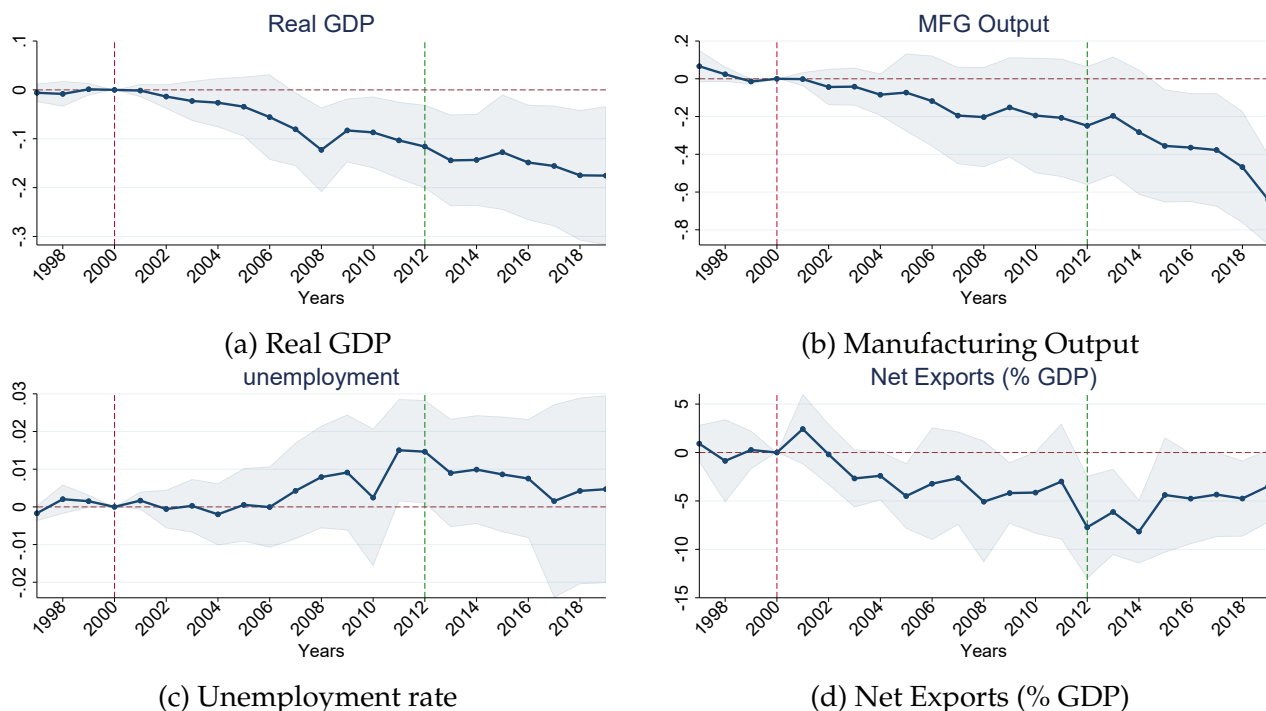 Real GDP
.1
0
-.1
-.2
-.3
1998 2000 2002 2004 2006 2008 2010 2012 2014 2016 2018
Years
(a) Real GDP
MFG Output
.2
0
-.2
-.4
-.6
-.8
1998 2000 2002 2004 2006 2008 2010 2012 2014 2016 2018
Years
(b) Manufacturing Output
unemployment
.03
.02
.01
0
-.01
-.02
1998 2000 2002 2004 2006 2008 2010 2012 2014 2016 2018
Years
(c) Unemployment rate
Net Exports (% GDP)
5
0
-5
-10
-15
1998 2000 2002 2004 2006 2008 2010 2012 2014 2016 2018
Years
(d) Net Exports (% GDP)